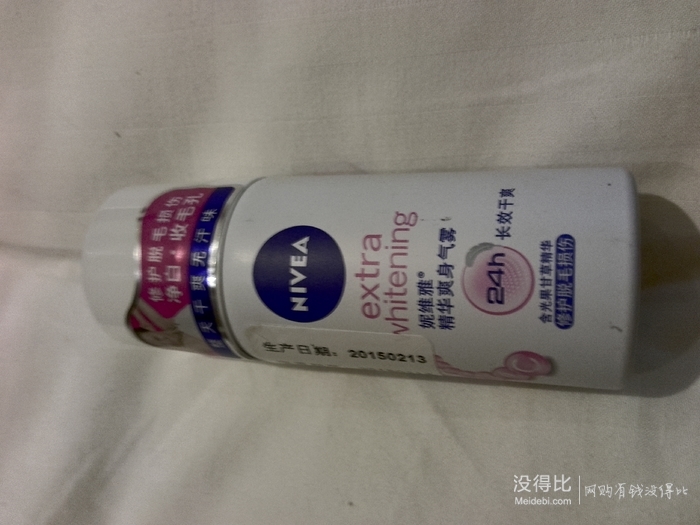 修护脱毛损伤
净白 收毛孔
天干爽无汗味
NIVEA
extra
whitening
妮维雅®
精华爽身气雾
24h
长效干爽
含光果甘草精华
修护脱毛损伤
生产日期： 20150213
没得比
Meidebi.com
网购有钱没得比